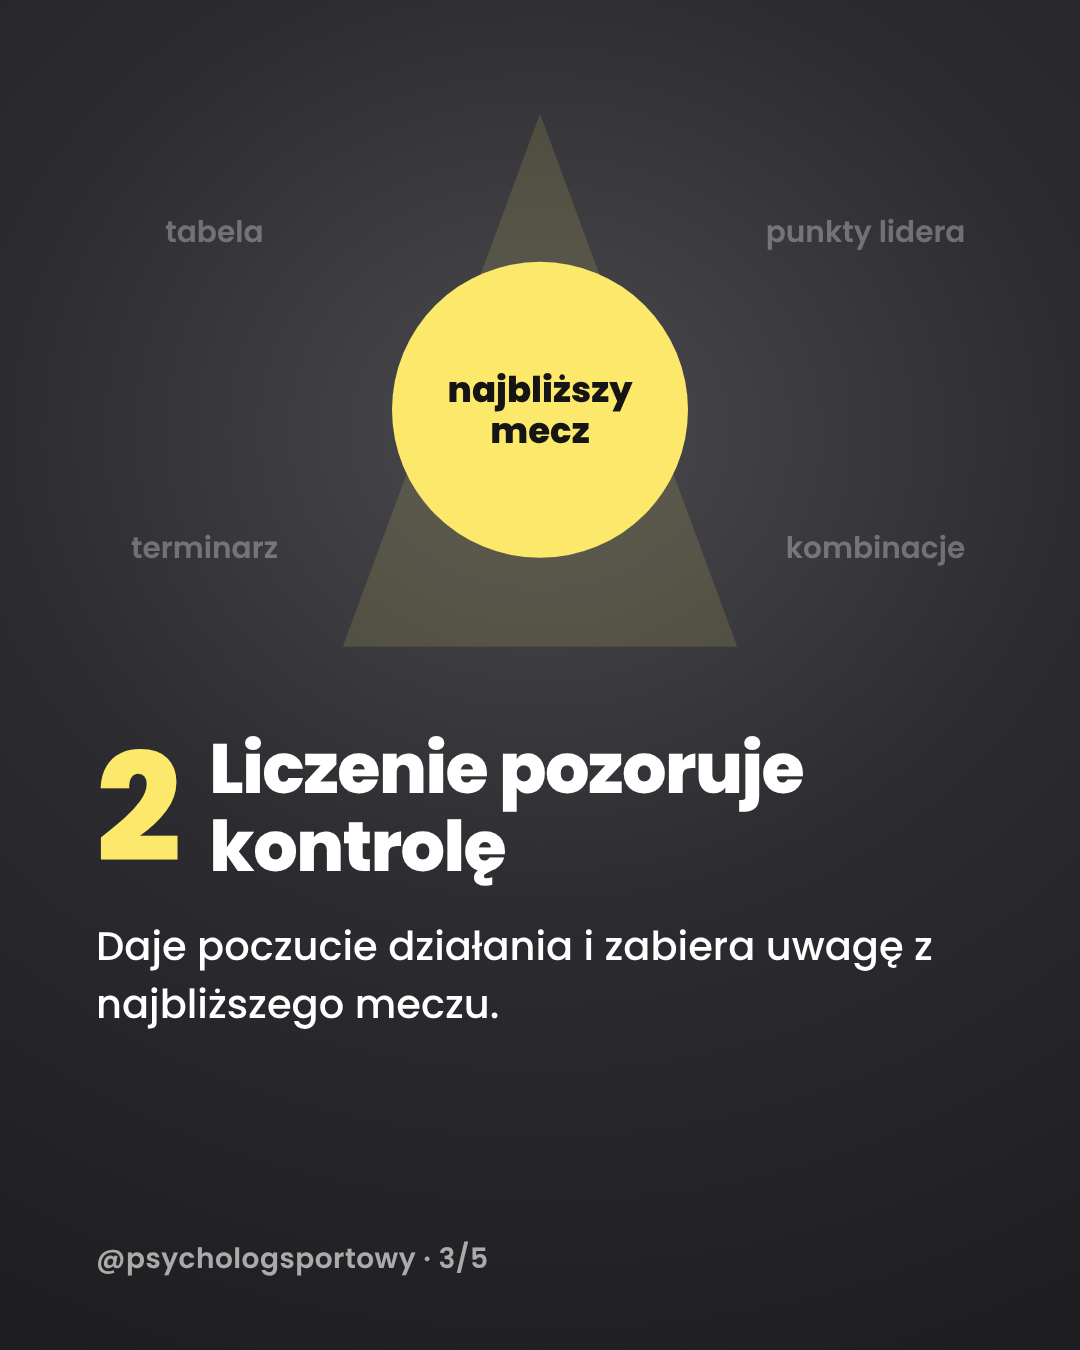 tabela
punkty lidera
najbliższy
mecz
terminarz
kombinacje
2
Liczenie pozoruje
kontrolę
Daje poczucie działania i zabiera uwagę z
najbliższego meczu.
@psychologsportowy · 3/5